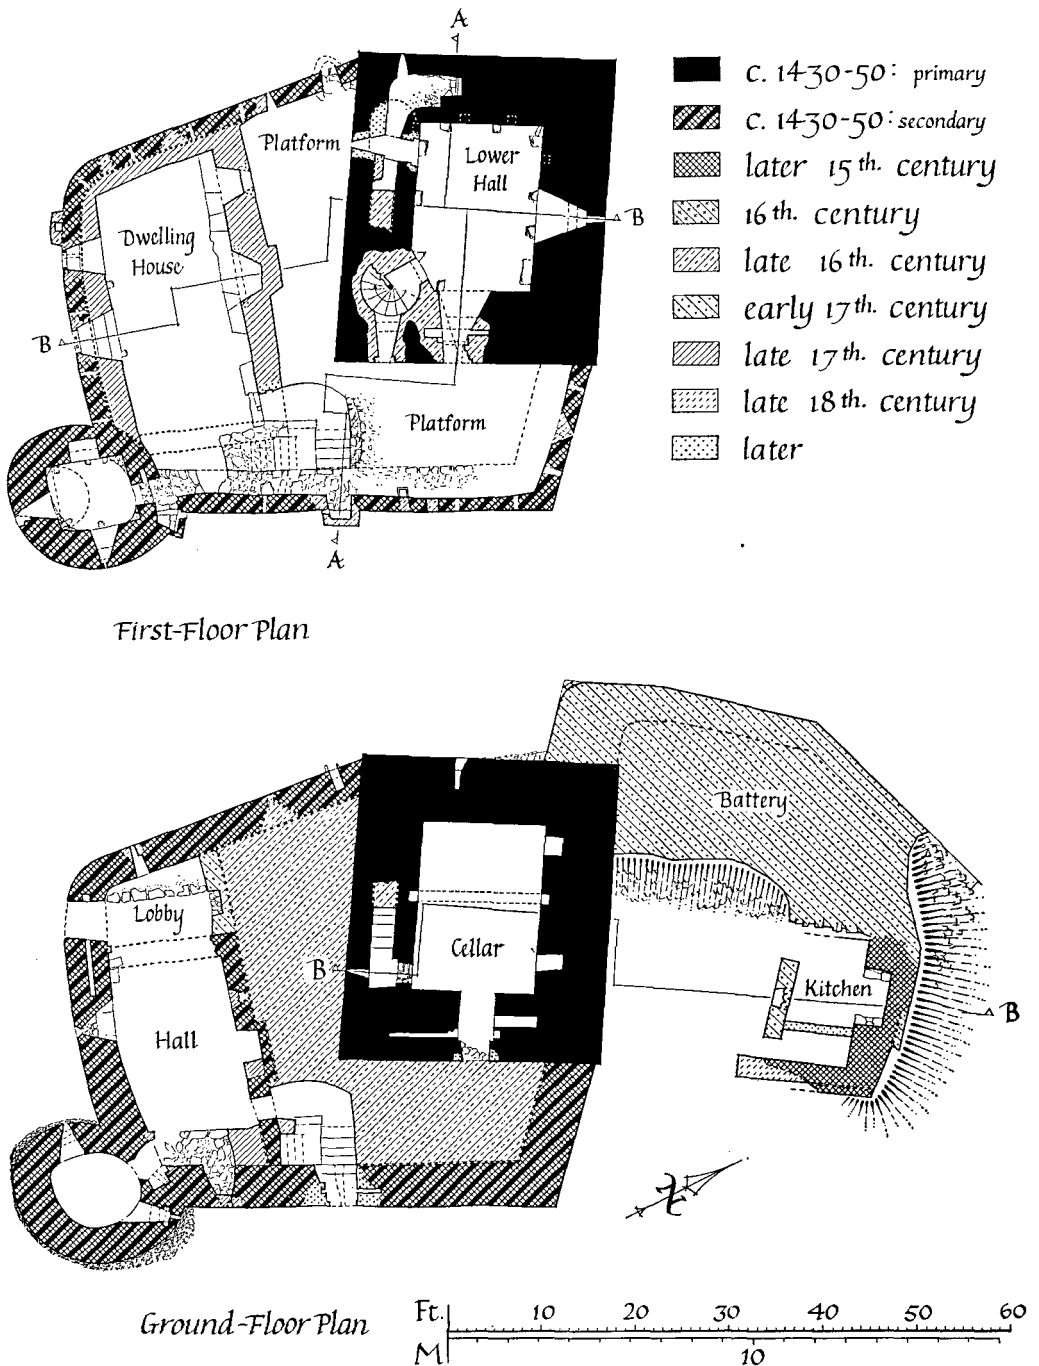 A
c. 1430-50: primary
c. 1430-50: secondary
later 15th. century
16th. century
late 16th. century
early 17th. century
late 17th. century
late 18th. century
later
Platform
Lower
Hall
B
Dwelling
House
B
Platform
A
First-Floor Plan
Battery
Lobby
Cellar
B
Kitchen
B
Hall
Ground-Floor Plan
Ft. 10 20 30 40 50 60
M 10